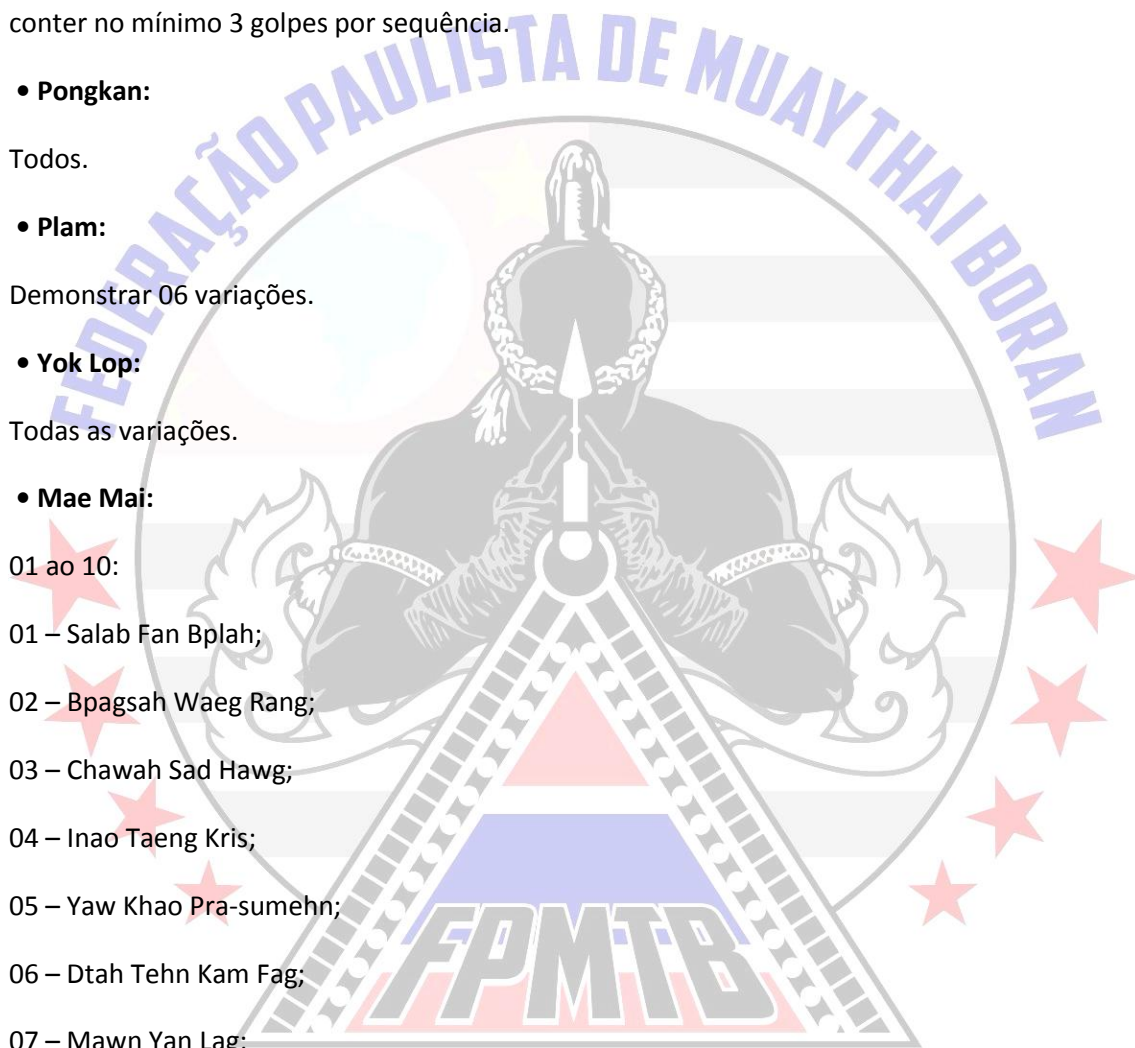 conter no mínimo 3 golpes por sequência.
FEDERAÇÃO PAULISTA DE MUAYTHAI BORAN
• Pongkan:
Todos.
• Plam:
Demonstrar 06 variações.
• Yok Lop:
Todas as variações.
• Mae Mai:
01 ao 10:
01 – Salab Fan Bplah;
02 – Bpagsah Waeg Rang;
03 – Chawah Sad Hawg;
04 – Inao Taeng Kris;
05 – Yaw Khao Pra-sumehn;
06 – Dtah Tehn Kam Fag;
07 – Mawn Yan Lag;
FPMTB